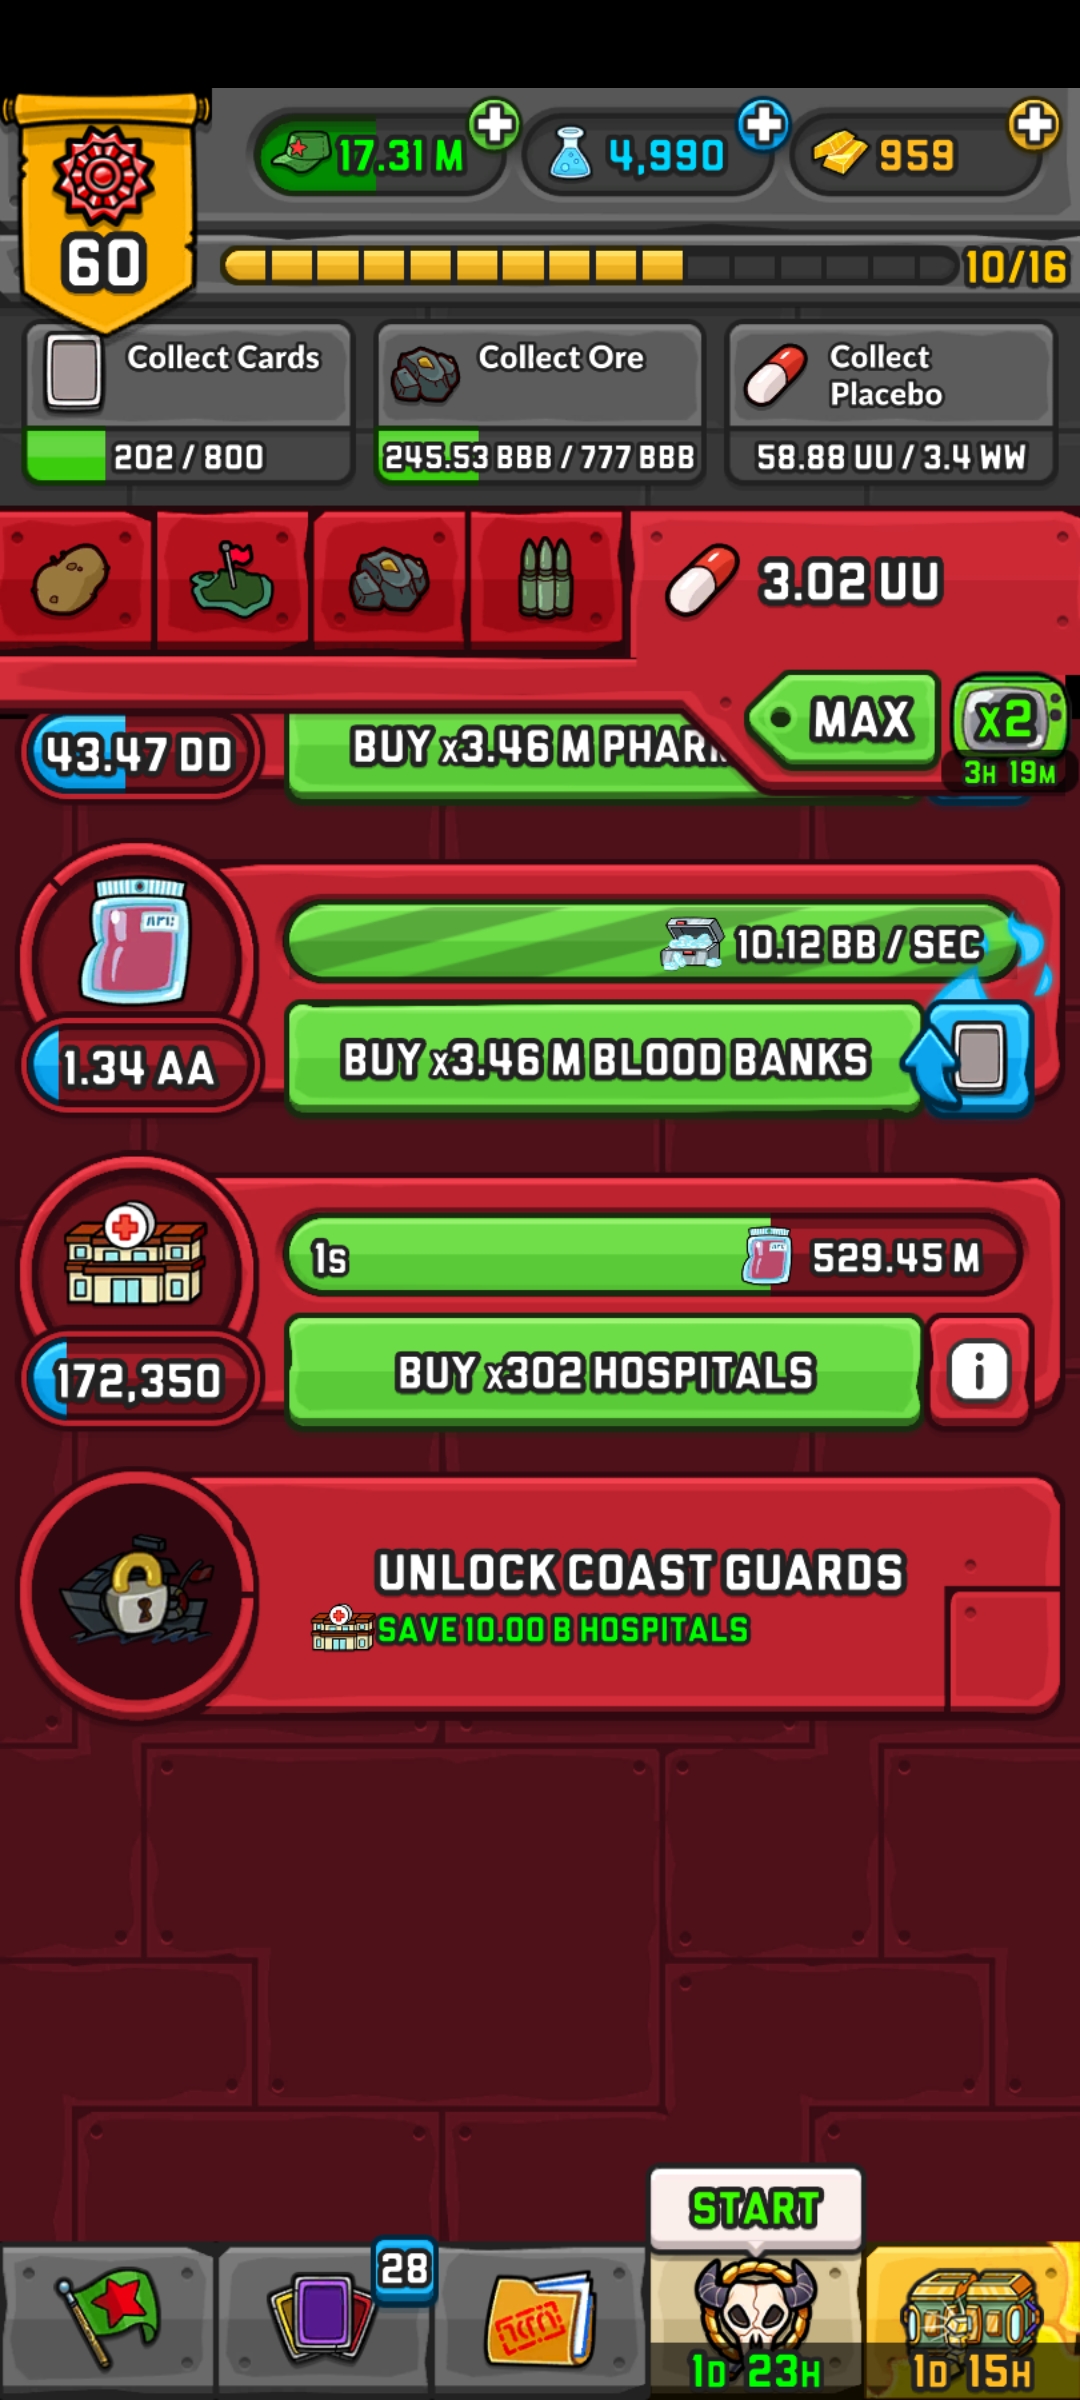 17.31 M
4,990
959
60
10/16
Collect Cards
202 / 800
Collect Ore
245.53 BBB / 777 BBB
Collect
Placebo
58.88 UU / 3.4 WW
3.02 UU
MAX
x2
3H 19M
43.47 DD
BUY x3.46 M
10.12 BB / SEC
1.34 AA
BUY x3.46 M BLOOD BANKS
1s
529.45 M
172,350
BUY x302 HOSPITALS
i
UNLOCK COAST GUARDS
SAVE 10.00 B HOSPITALS
START
28
1D 23H
1D 15H